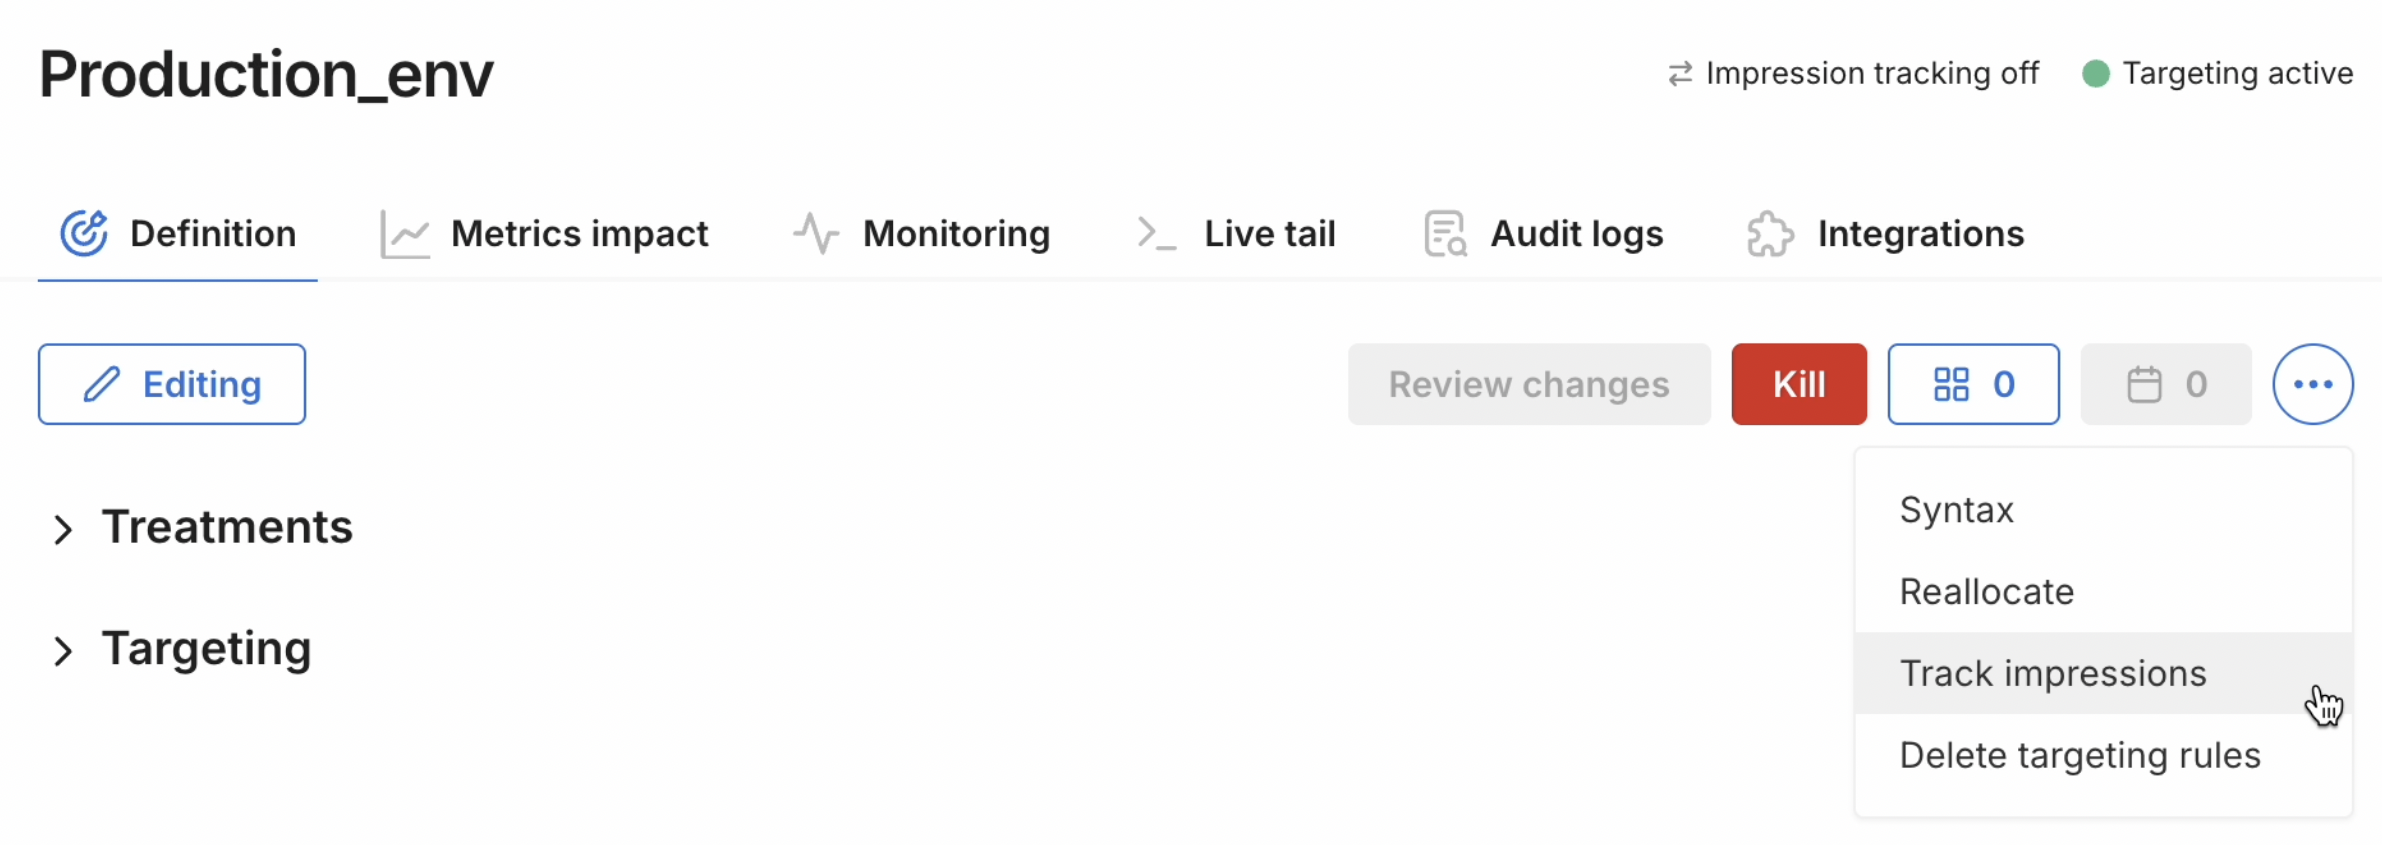 Production_env
Impression tracking off
Targeting active
Definition
Metrics impact
Monitoring
Live tail
Audit logs
Integrations
Editing
Review changes
Kill
0
0
Treatments
Targeting
Syntax
Reallocate
Track impressions
Delete targeting rules